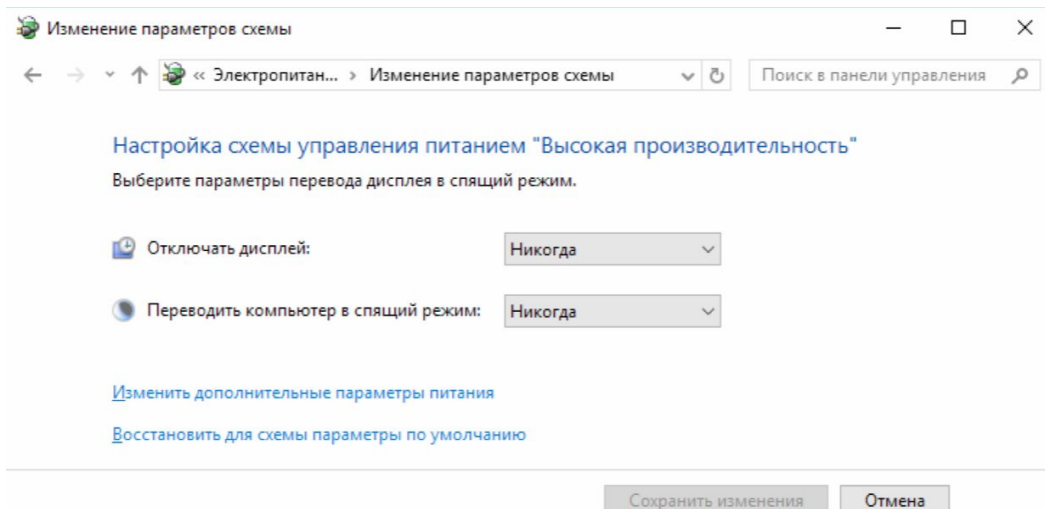 Изменение параметров схемы
« Электропитан... › Изменение параметров схемы
Поиск в панели управления
Настройка схемы управления питанием "Высокая производительность"
Выберите параметры перевода дисплея в спящий режим.
Отключать дисплей: Никогда
Переводить компьютер в спящий режим: Никогда
Изменить дополнительные параметры питания
Восстановить для схемы параметры по умолчанию
Сохранить изменения Отмена